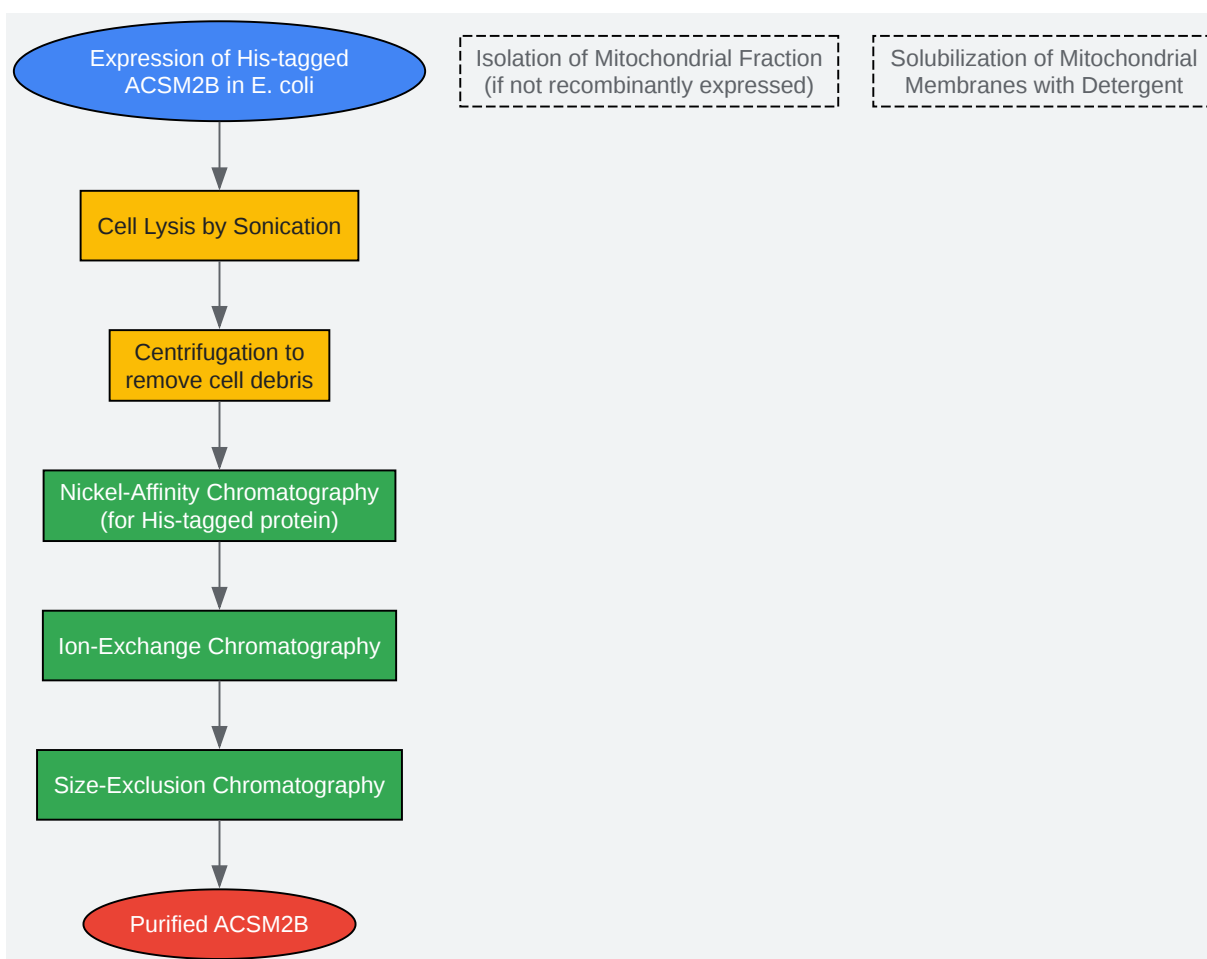 Expression of His-tagged
ACSM2B in E. coli
Isolation of Mitochondrial Fraction
(if not recombinantly expressed)
Solubilization of Mitochondrial
Membranes with Detergent
Cell Lysis by Sonication
Centrifugation to
remove cell debris
Nickel-Affinity Chromatography
(for His-tagged protein)
Ion-Exchange Chromatography
Size-Exclusion Chromatography
Purified ACSM2B